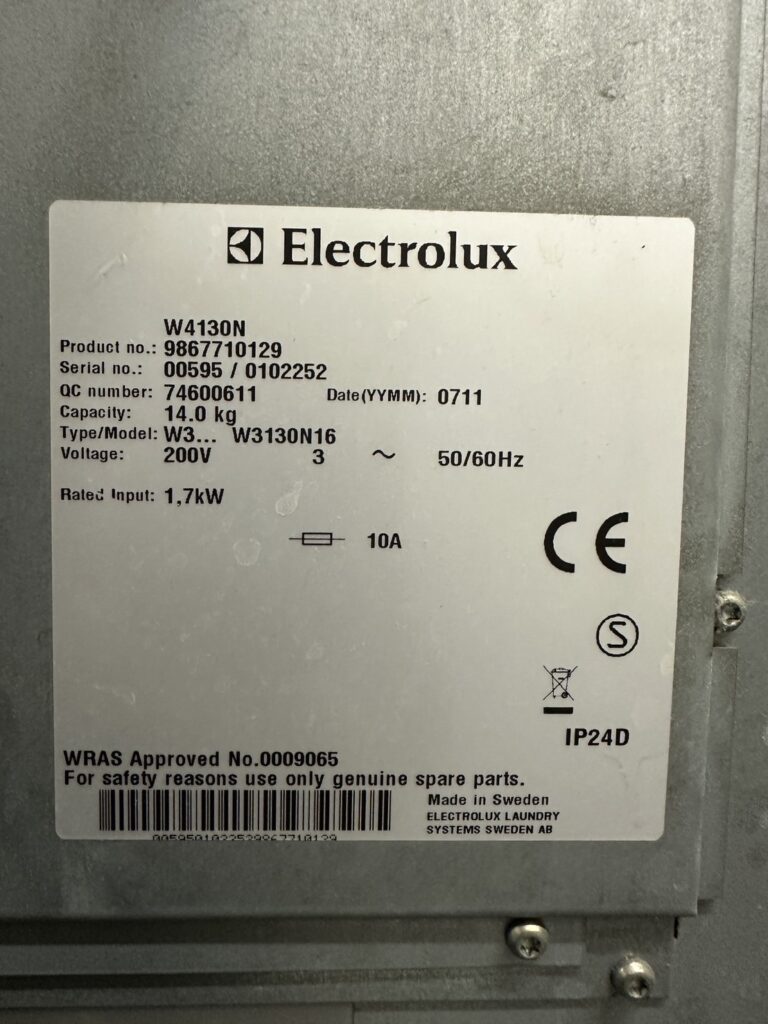 Electrolux
W4130N
Product no.: 9867710129
Serial no.: 00595 / 0102252
QC number: 74600611 Date(YYMM): 0711
Capacity: 14.0 kg
Type/Model: W3... W3130N16
Voltage: 200V 3 ~ 50/60Hz
Rated Input: 1,7kW
10A
CE
S
IP24D
WRAS Approved No.0009065
For safety reasons use only genuine spare parts.
Made in Sweden
ELECTROLUX LAUNDRY
SYSTEMS SWEDEN AB
0059501022529867710129